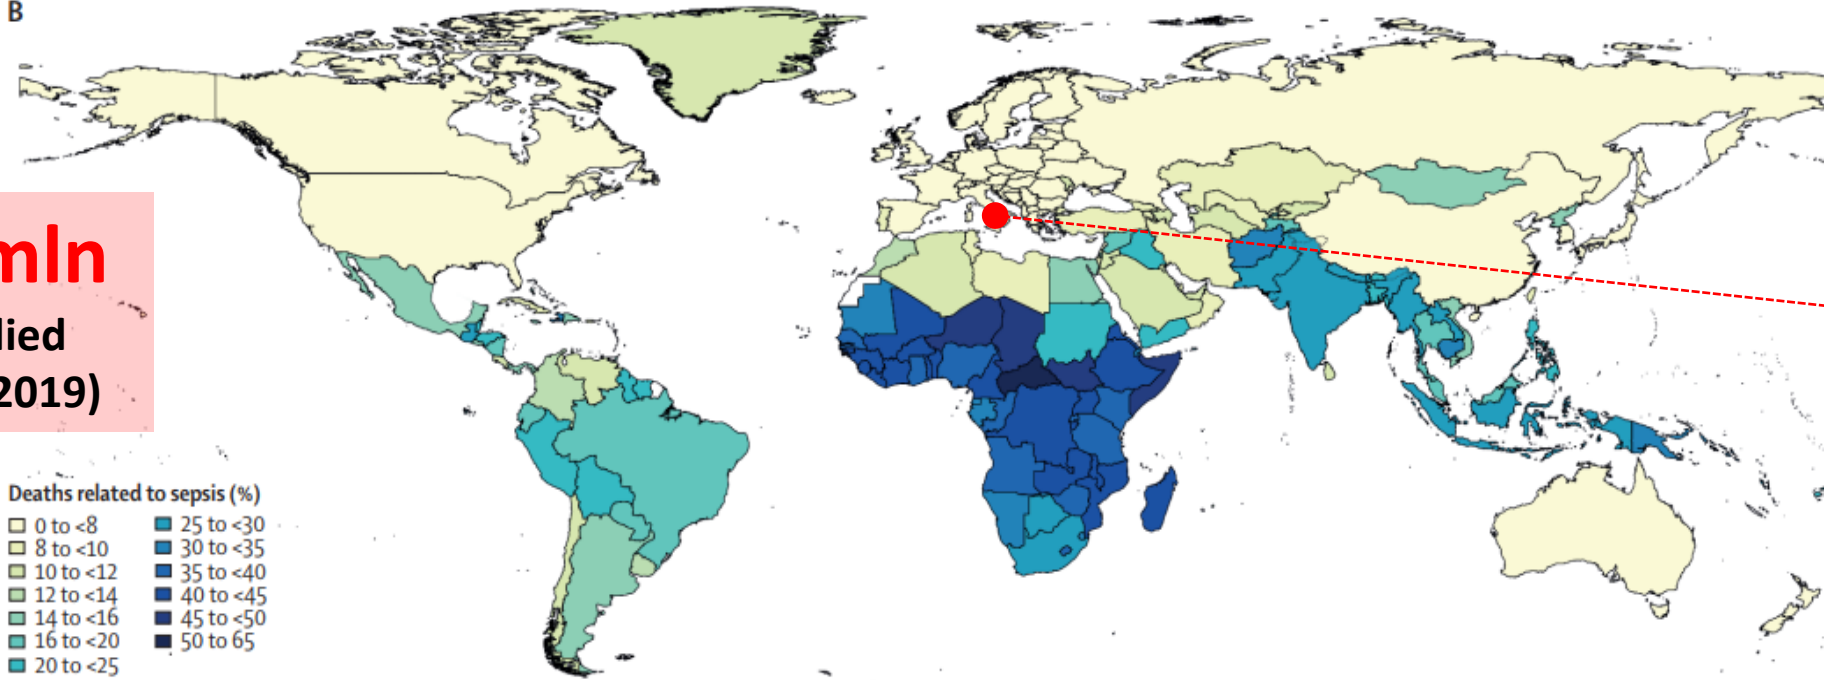 B
mln
2019)
Deaths related to sepsis (%)
0 to <8
8 to <10
10 to <12
12 to <14
14 to <16
16 to <20
20 to <25
25 to <30
30 to <35
35 to <40
40 to <45
45 to <50
50 to 65